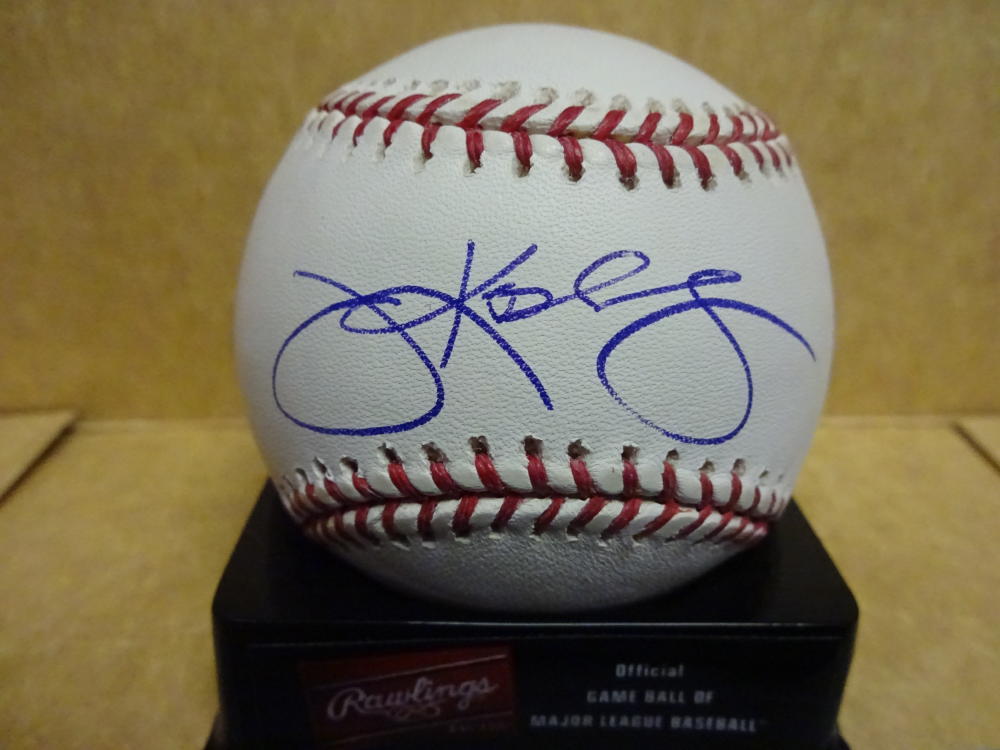 Rawlings
Official
GAME BALL OF
MAJOR LEAGUE BASEBALL